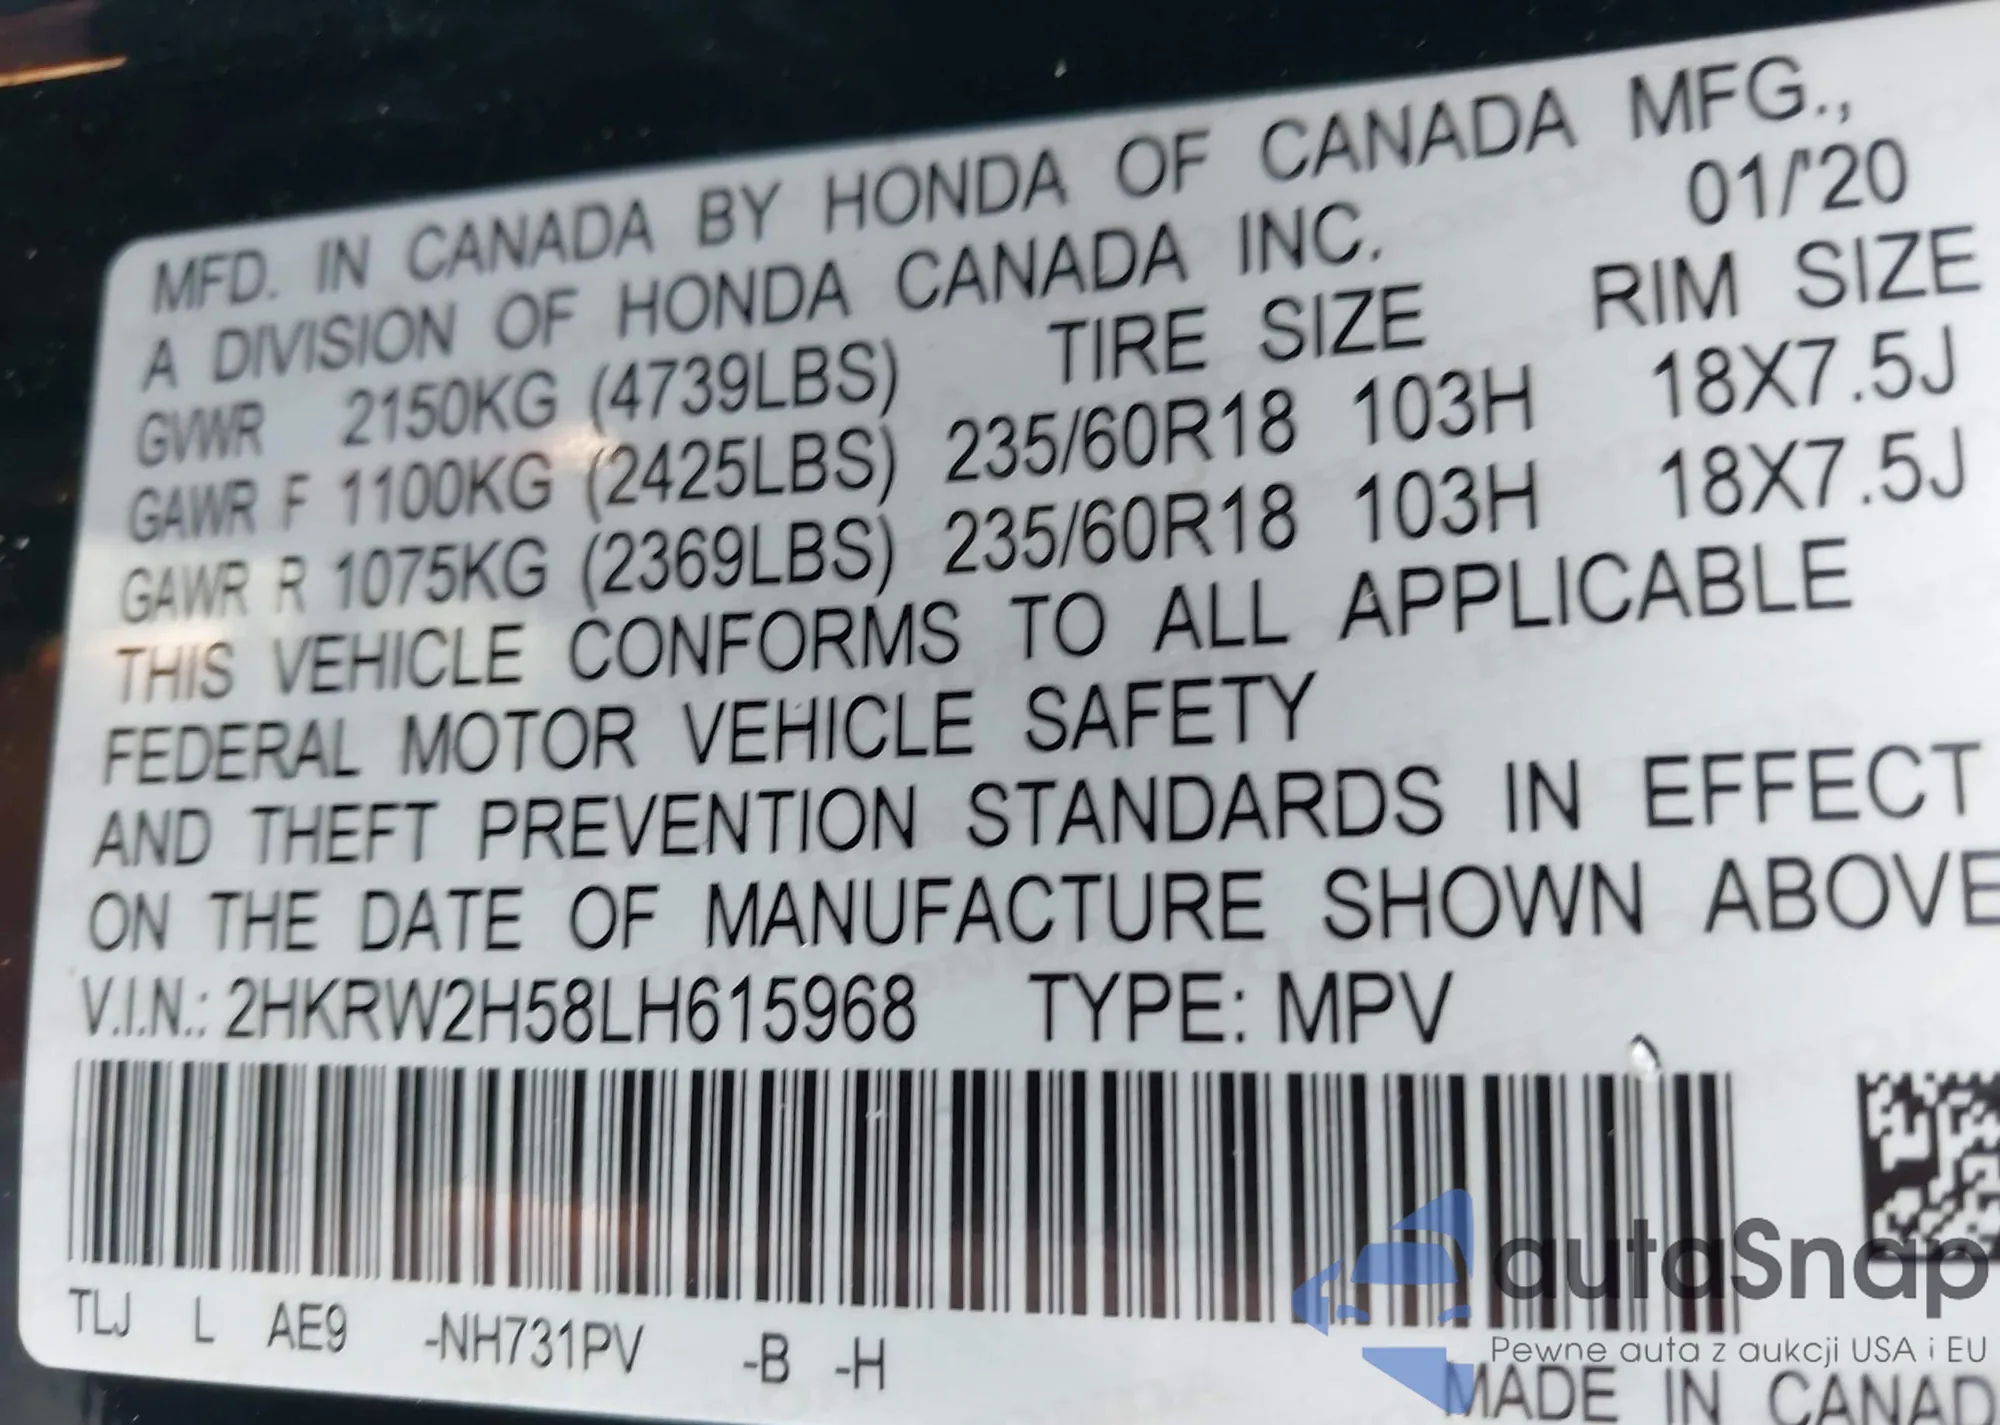 MFD. IN CANADA BY HONDA OF CANADA MFG.,
A DIVISION OF HONDA CANADA INC. 01/'20
GVWR 2150KG (4739LBS) TIRE SIZE RIM SIZE
GAWR F 1100KG (2425LBS) 235/60R18 103H 18X7.5J
GAWR R 1075KG (2369LBS) 235/60R18 103H 18X7.5J
THIS VEHICLE CONFORMS TO ALL APPLICABLE
FEDERAL MOTOR VEHICLE SAFETY
AND THEFT PREVENTION STANDARDS IN EFFECT
ON THE DATE OF MANUFACTURE SHOWN ABOVE
V.I.N.: 2HKRW2H58LH615968 TYPE: MPV
TLJ L AE9 -NH731PV -B -H
autaSnap
Pewne auta z aukcji USA i EU
MADE IN CANAD